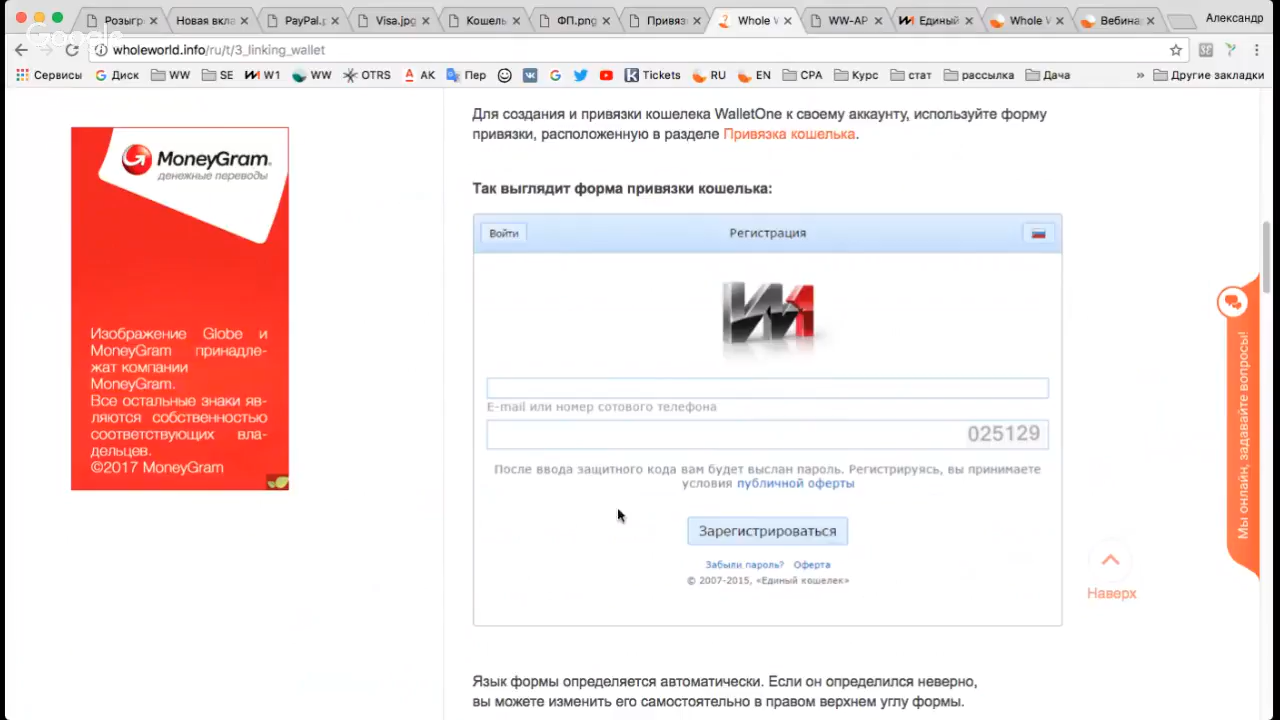 Розыгр
Новая вкл
PayPal.p
Visa.jpg
Кошель
ФП.png
Привяз
Whole W
WW-AP
Единый
Whole W
Вебина
Александр
Google
wholeworld.info/ru/t/3_linking_wallet
Сервисы
Диск
WW
SE
W1
WW
OTRS
AK
Пер
Tickets
RU
EN
CPA
Курс
стат
рассылка
Дача
»
Другие закладки
MoneyGram.
денежные переводы
Изображение Globe и
MoneyGram принадле-
жат компании
MoneyGram.
Все остальные знаки яв-
ляются собственностью
соответствующих вла-
дельцев.
©2017 MoneyGram
Для создания и привязки кошелека WalletOne к своему аккаунту, используйте форму
привязки, расположенную в разделе Привязка кошелька.
Так выглядит форма привязки кошелька:
Войти
Регистрация
W1
E-mail или номер сотового телефона
025129
После ввода защитного кода вам будет выслан пароль. Регистрируясь, вы принимаете
условия публичной оферты
Зарегистрироваться
Забыли пароль? Оферта
© 2007-2015, «Единый кошелек»
Мы онлайн, задавайте вопросы!
Наверх
Язык формы определяется автоматически. Если он определился неверно,
вы можете изменить его самостоятельно в правом верхнем углу формы.